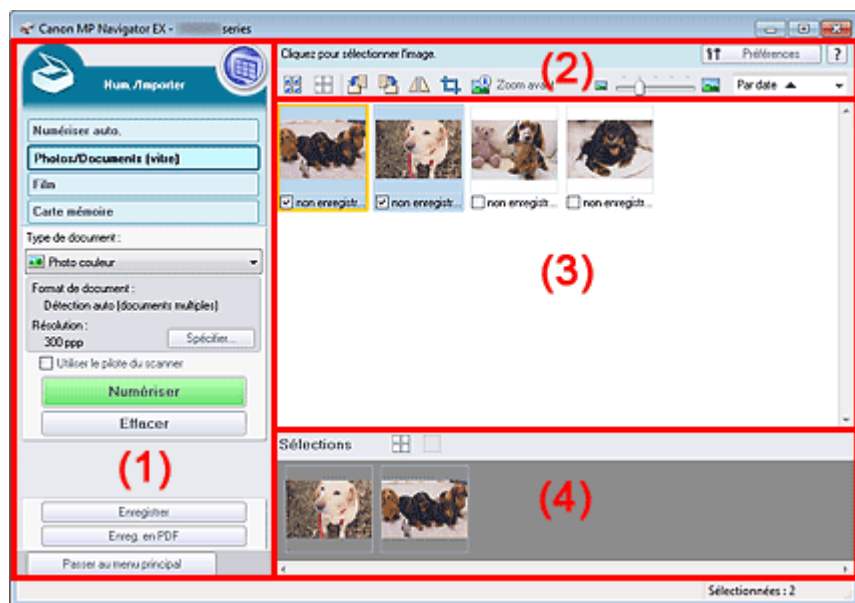 Canon MP Navigator EX - series
Num./Importer
Numériser auto.
Photos/Documents (vitre)
Film
Carte mémoire
Type de document :
Photo couleur
Format de document :
Détection auto (documents multiples)
Résolution :
300 ppp
Spécifier...
Utiliser le pilote du scanner
Numériser
Effacer
(1)
Enregistrer
Enreg. en PDF
Passer au menu principal
Cliquez pour sélectionner l'image.
Préférences
?
Zoom avant
(2)
Par date
non enregistr...
non enregistr...
non enregistr...
non enregistr...
(3)
Sélections
(4)
Sélectionnées : 2